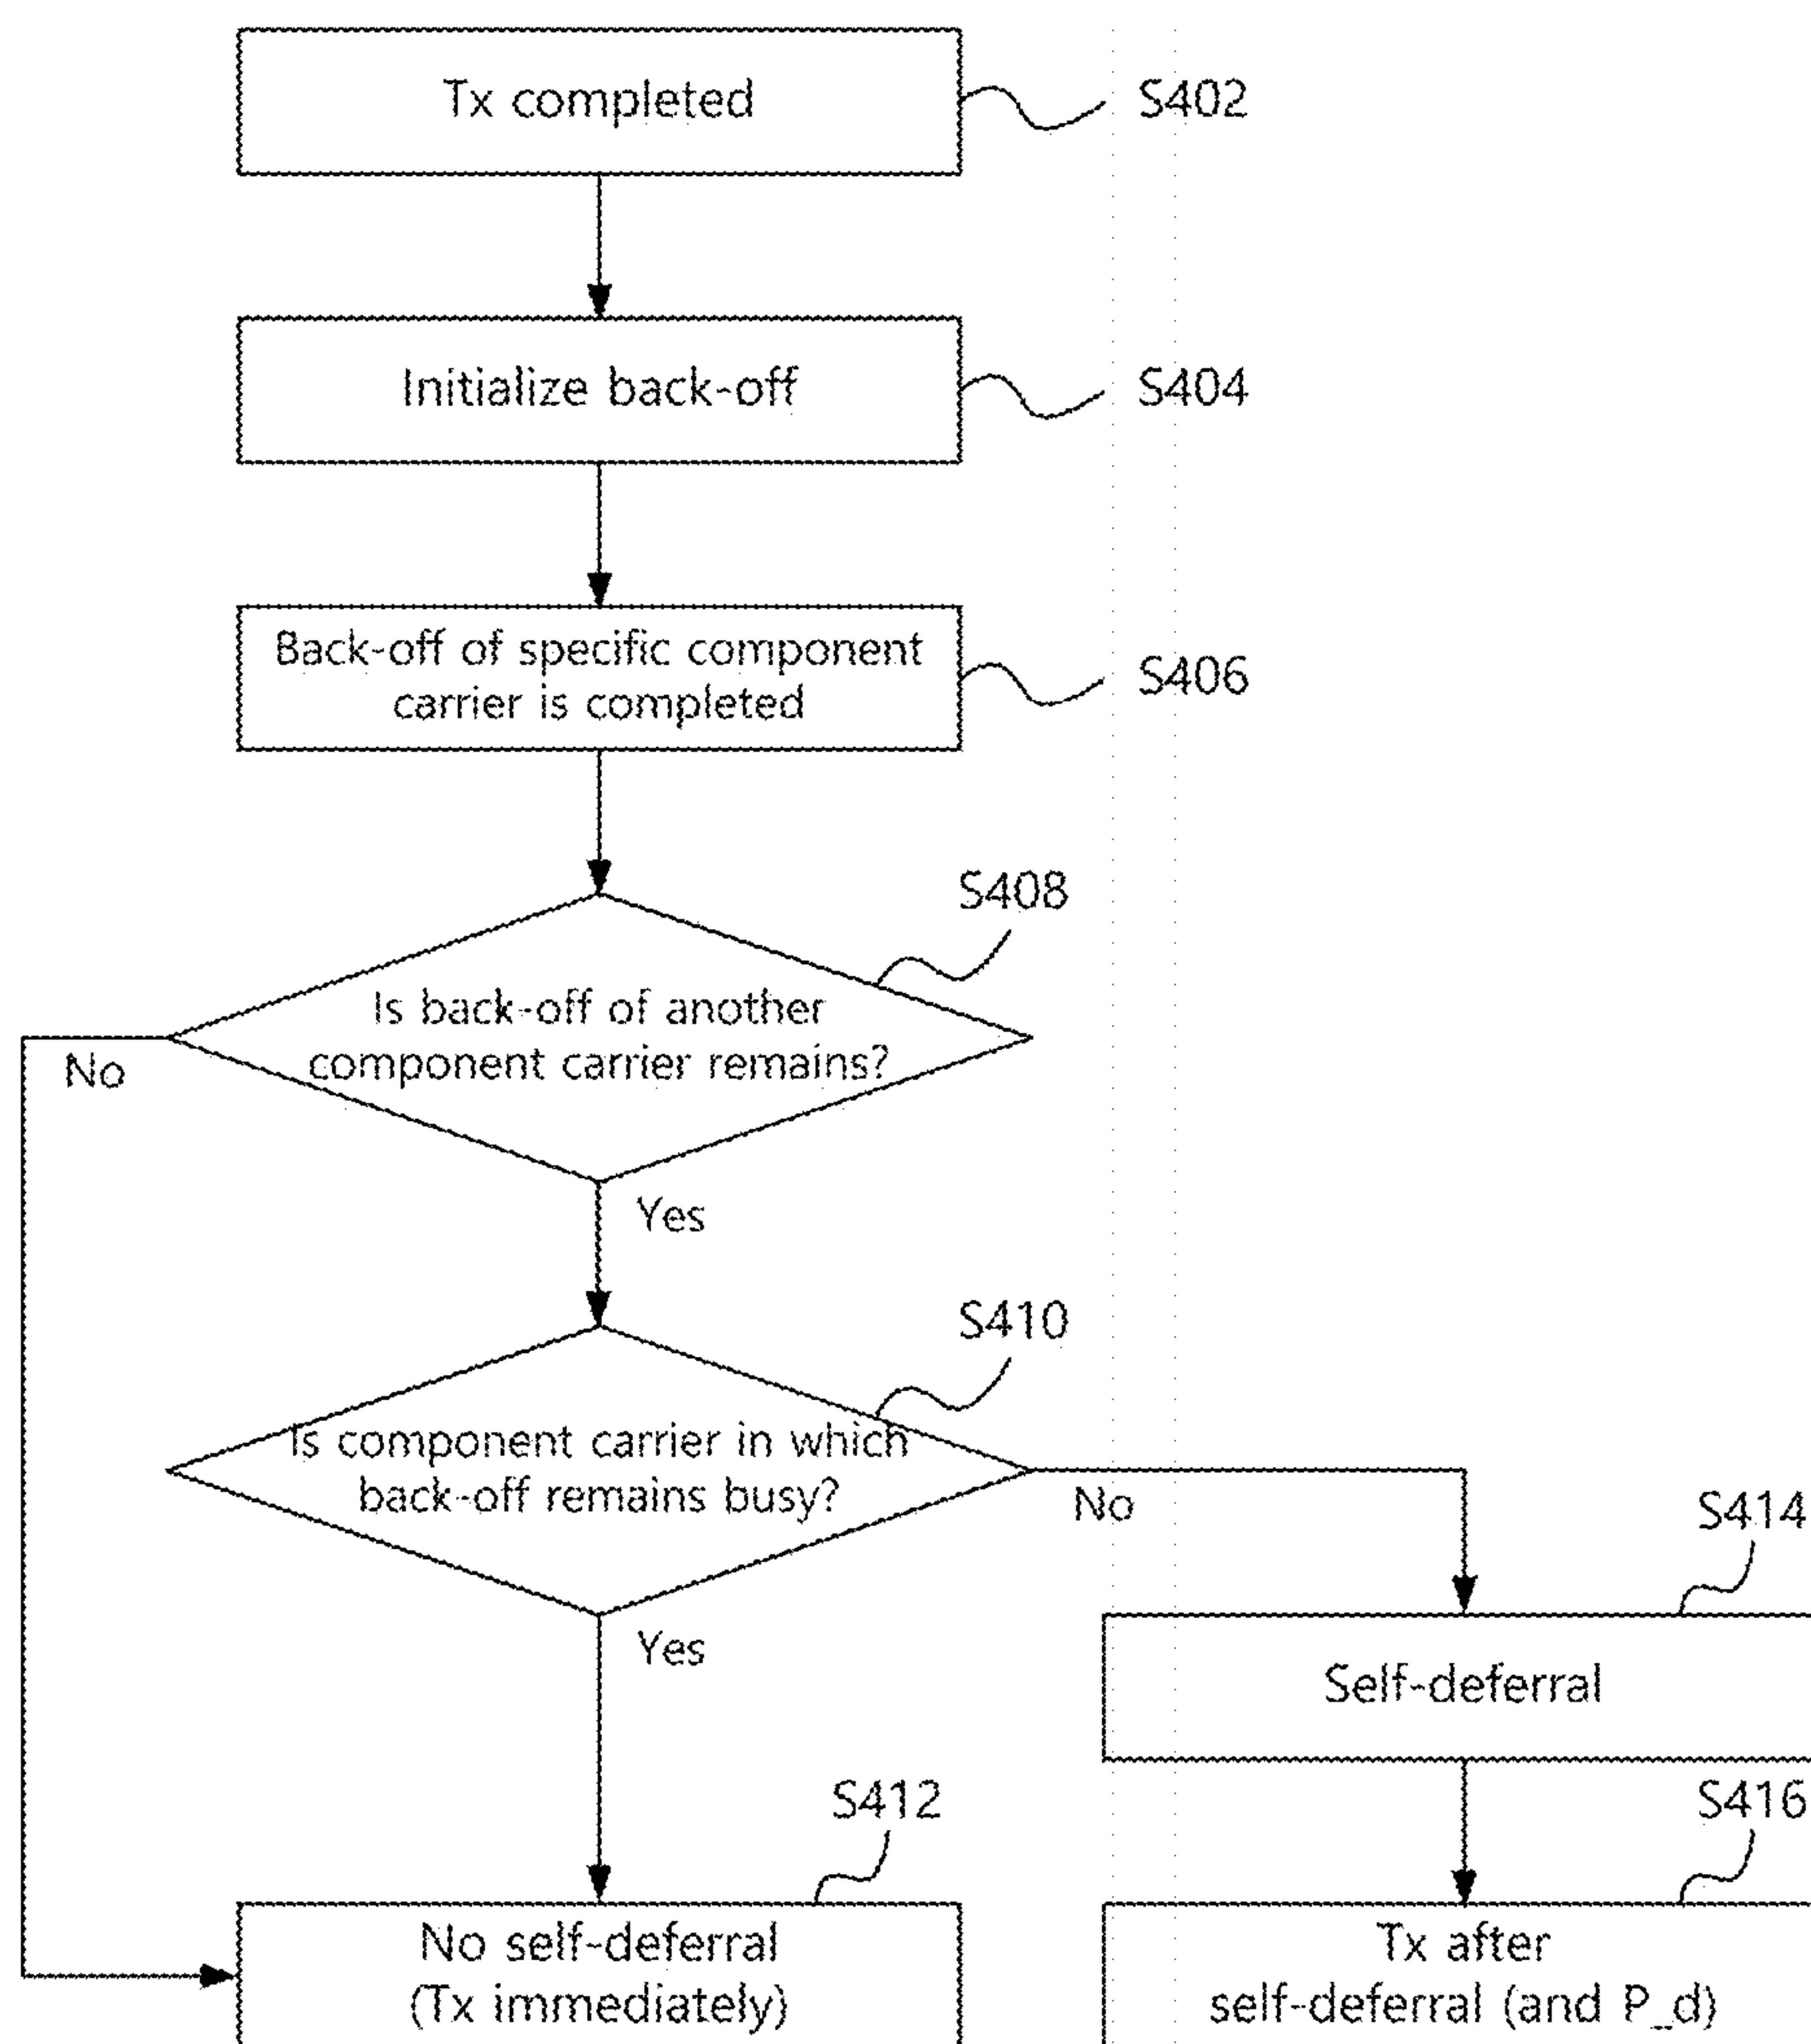 Tx completed
S402
Initialize back-off
S404
Back-off of specific component
carrier is completed
S406
S408
Is back-off of another
component carrier remains?
No
Yes
S410
Is component carrier in which
back-off remains busy?
No
S414
Yes
Self-deferral
S412
S416
No self-deferral
(Tx immediately)
Tx after
self-deferral (and P_d)